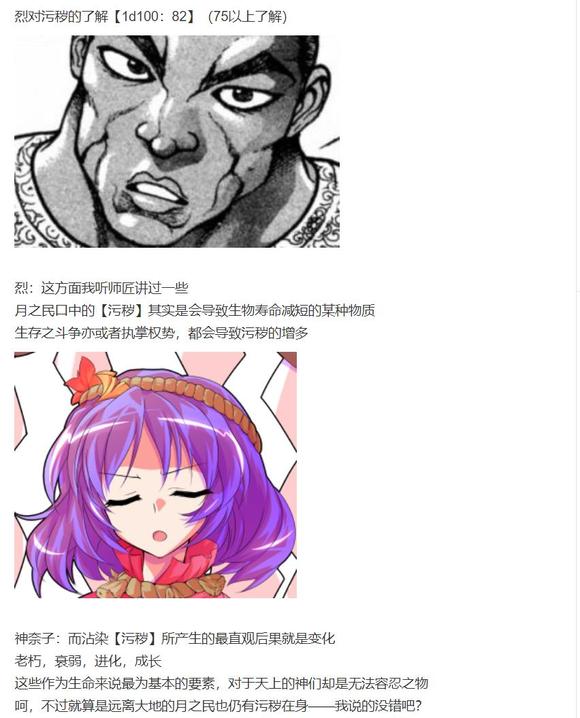 烈对污秽的了解【1d100：82】（75以上了解）
烈：这方面我听师匠讲过一些
月之民口中的【污秽】其实是会导致生物寿命减短的某种物质
生存之斗争亦或者执掌权势，都会导致污秽的增多
神奈子：而沾染【污秽】所产生的最直观后果就是变化
老朽，衰弱，进化，成长
这些作为生命来说最为基本的要素，对于天上的神们却是无法容忍之物
呵，不过就算是远离大地的月之民也仍有污秽在身——我说的没错吧？